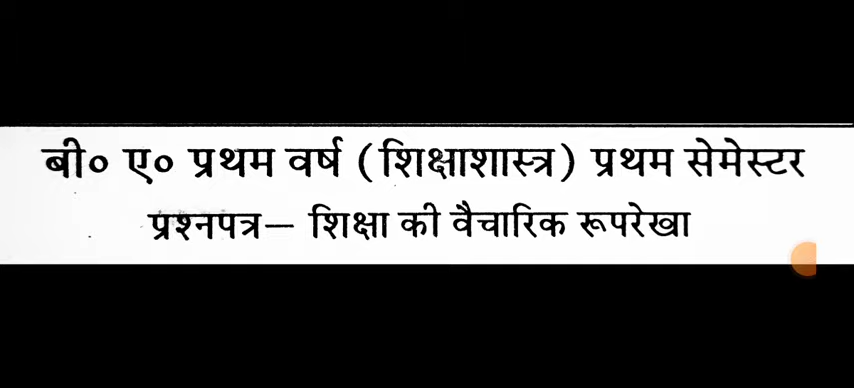 बी० ए० प्रथम वर्ष (शिक्षाशास्त्र) प्रथम सेमेस्टर
प्रश्नपत्र— शिक्षा की वैचारिक रूपरेखा